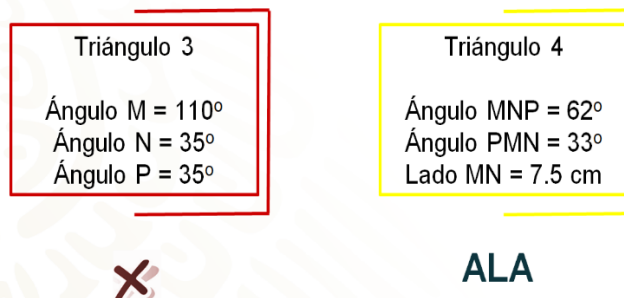 Triángulo 3
Ángulo M = 110º
Ángulo N = 35º
Ángulo P = 35º
Triángulo 4
Ángulo MNP = 62º
Ángulo PMN = 33º
Lado MN = 7.5 cm
ALA